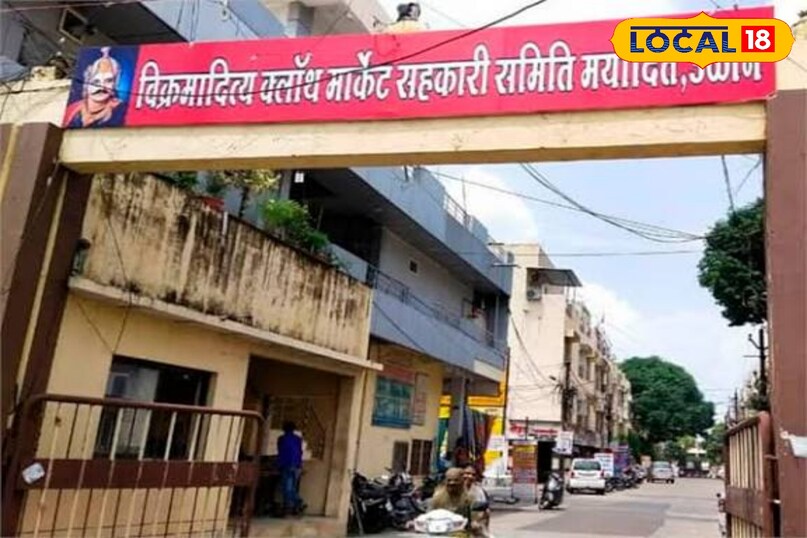 विक्रमादित्य क्लॉथ मार्केट सहकारी समिति मर्यादित,उज्जैन
LOCAL 18